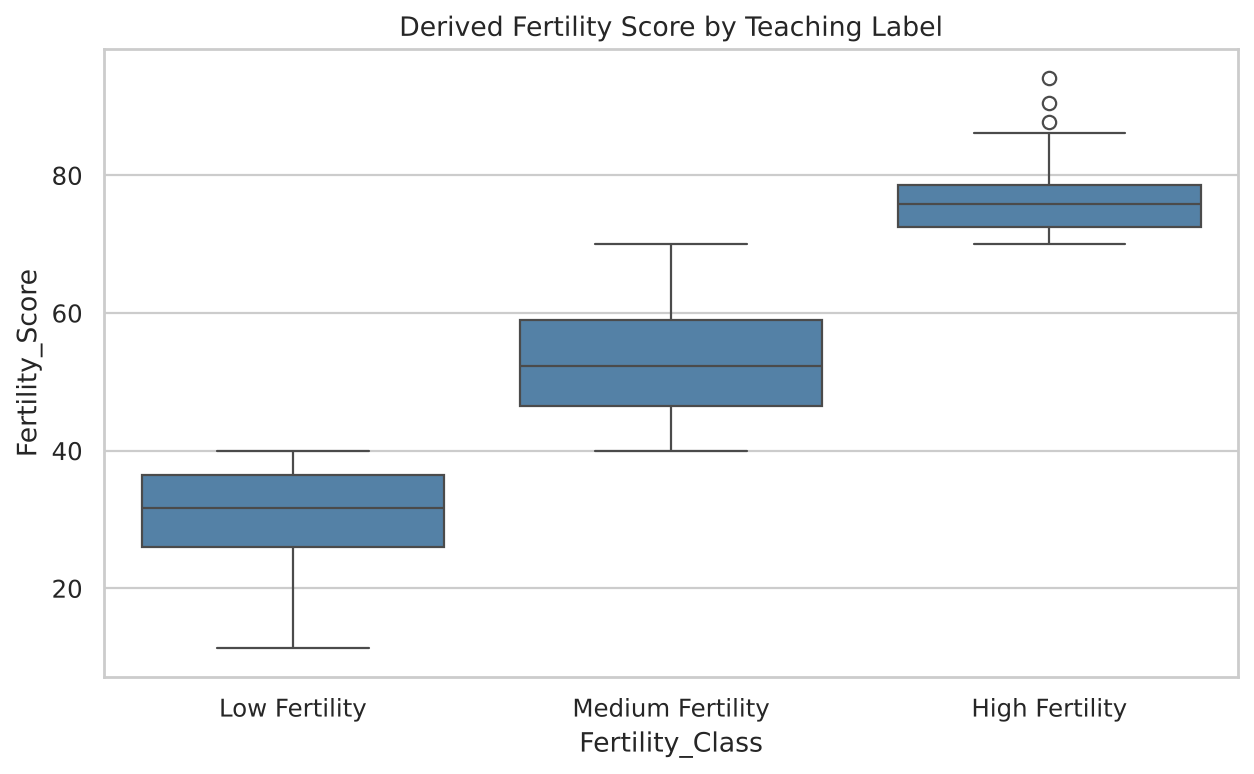 Derived Fertility Score by Teaching Label
Fertility_Score
80
60
40
20
Low Fertility
Medium Fertility
High Fertility
Fertility_Class